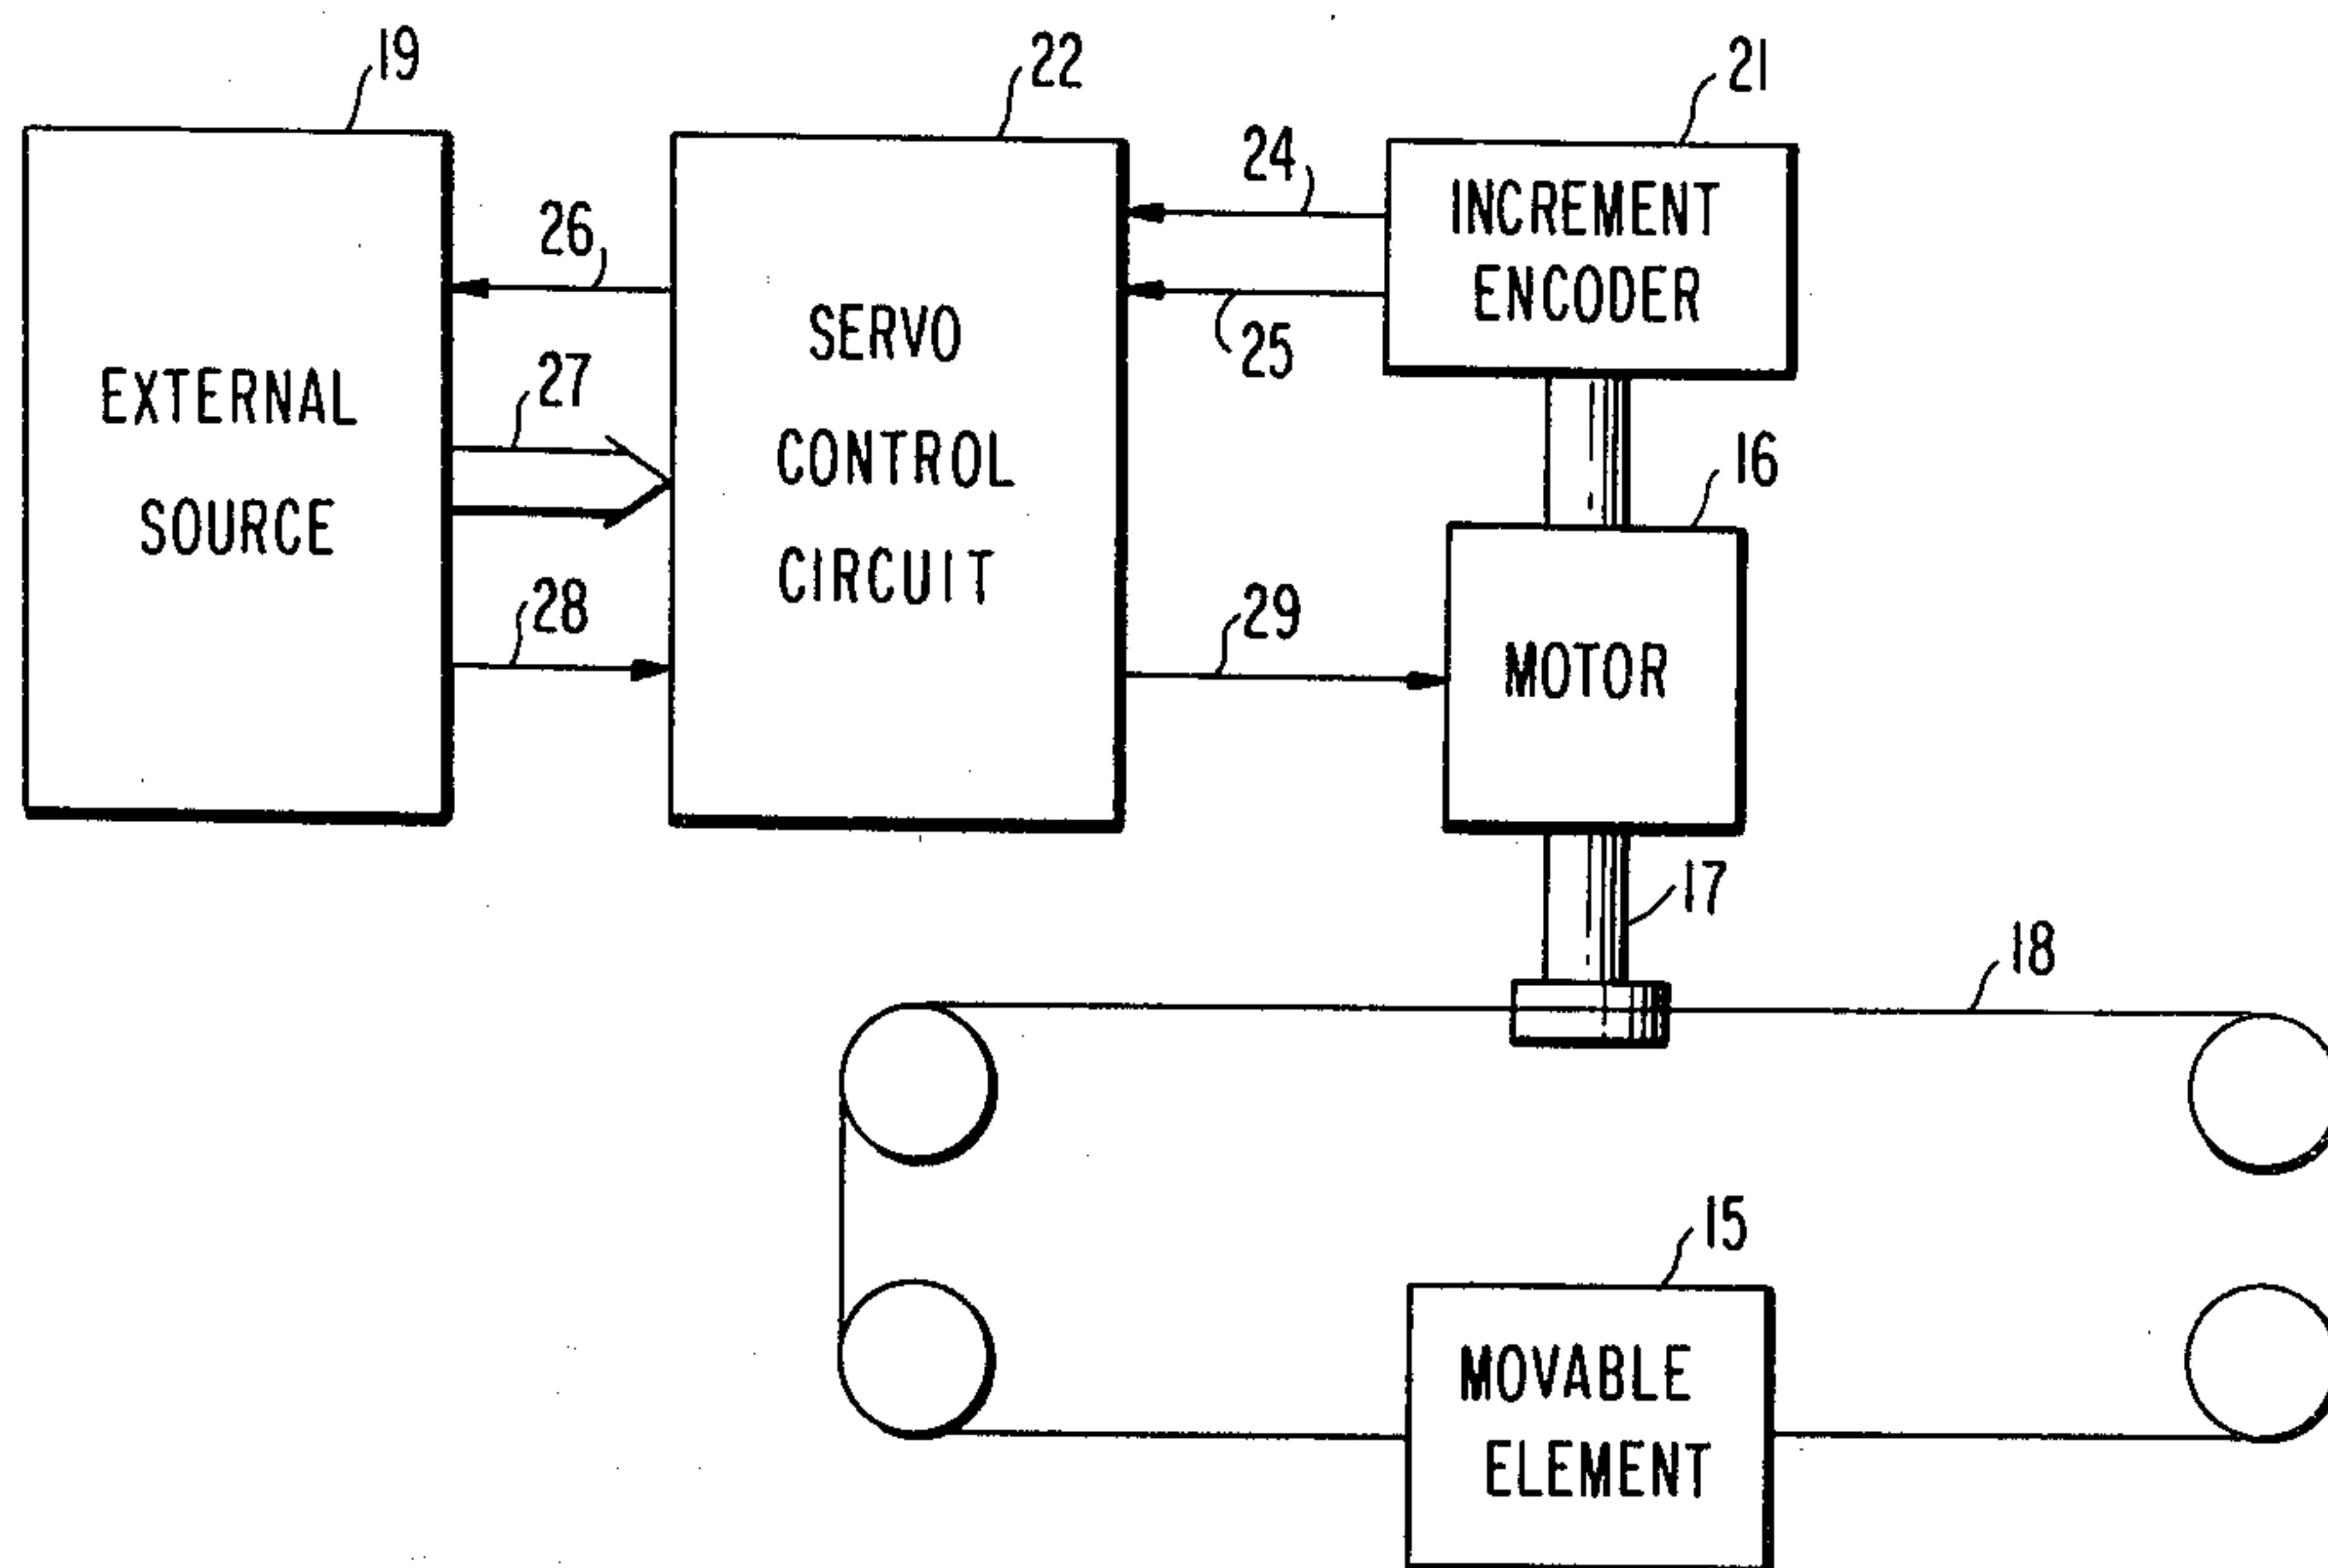 19
22
21
24
INCREMENT
ENCODER
26
25
SERVO
CONTROL
CIRCUIT
EXTERNAL
SOURCE
27
16
28
29
MOTOR
17
18
15
MOVABLE
ELEMENT